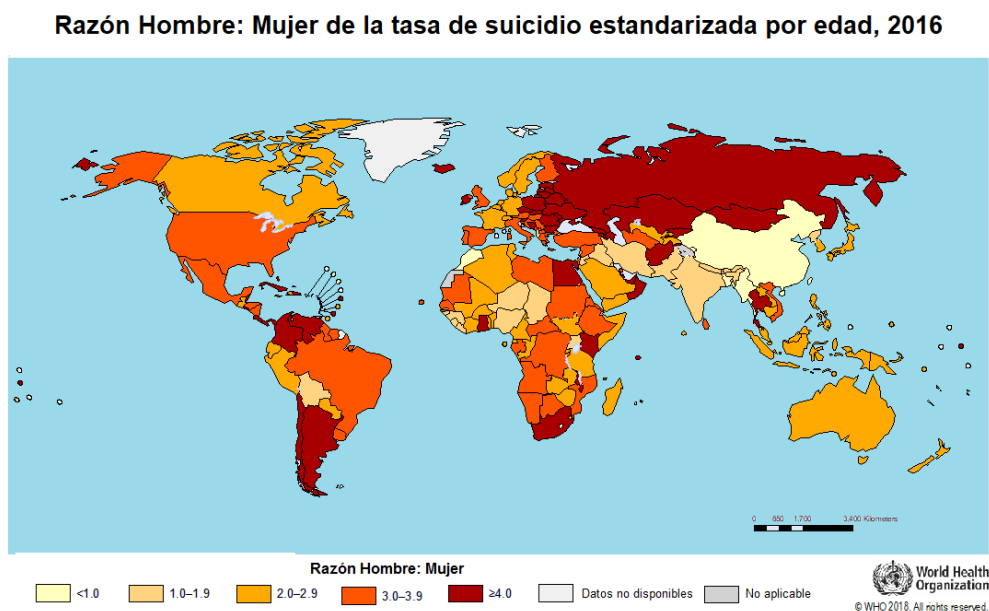 Razón Hombre: Mujer de la tasa de suicidio estandarizada por edad, 2016
0 850 1,700 3,400 Kilometers
Razón Hombre: Mujer
<1.0 1.0–1.9 2.0–2.9 3.0–3.9 ≥4.0 Datos no disponibles No aplicable
World Health
Organization
© WHO 2018. All rights reserved.